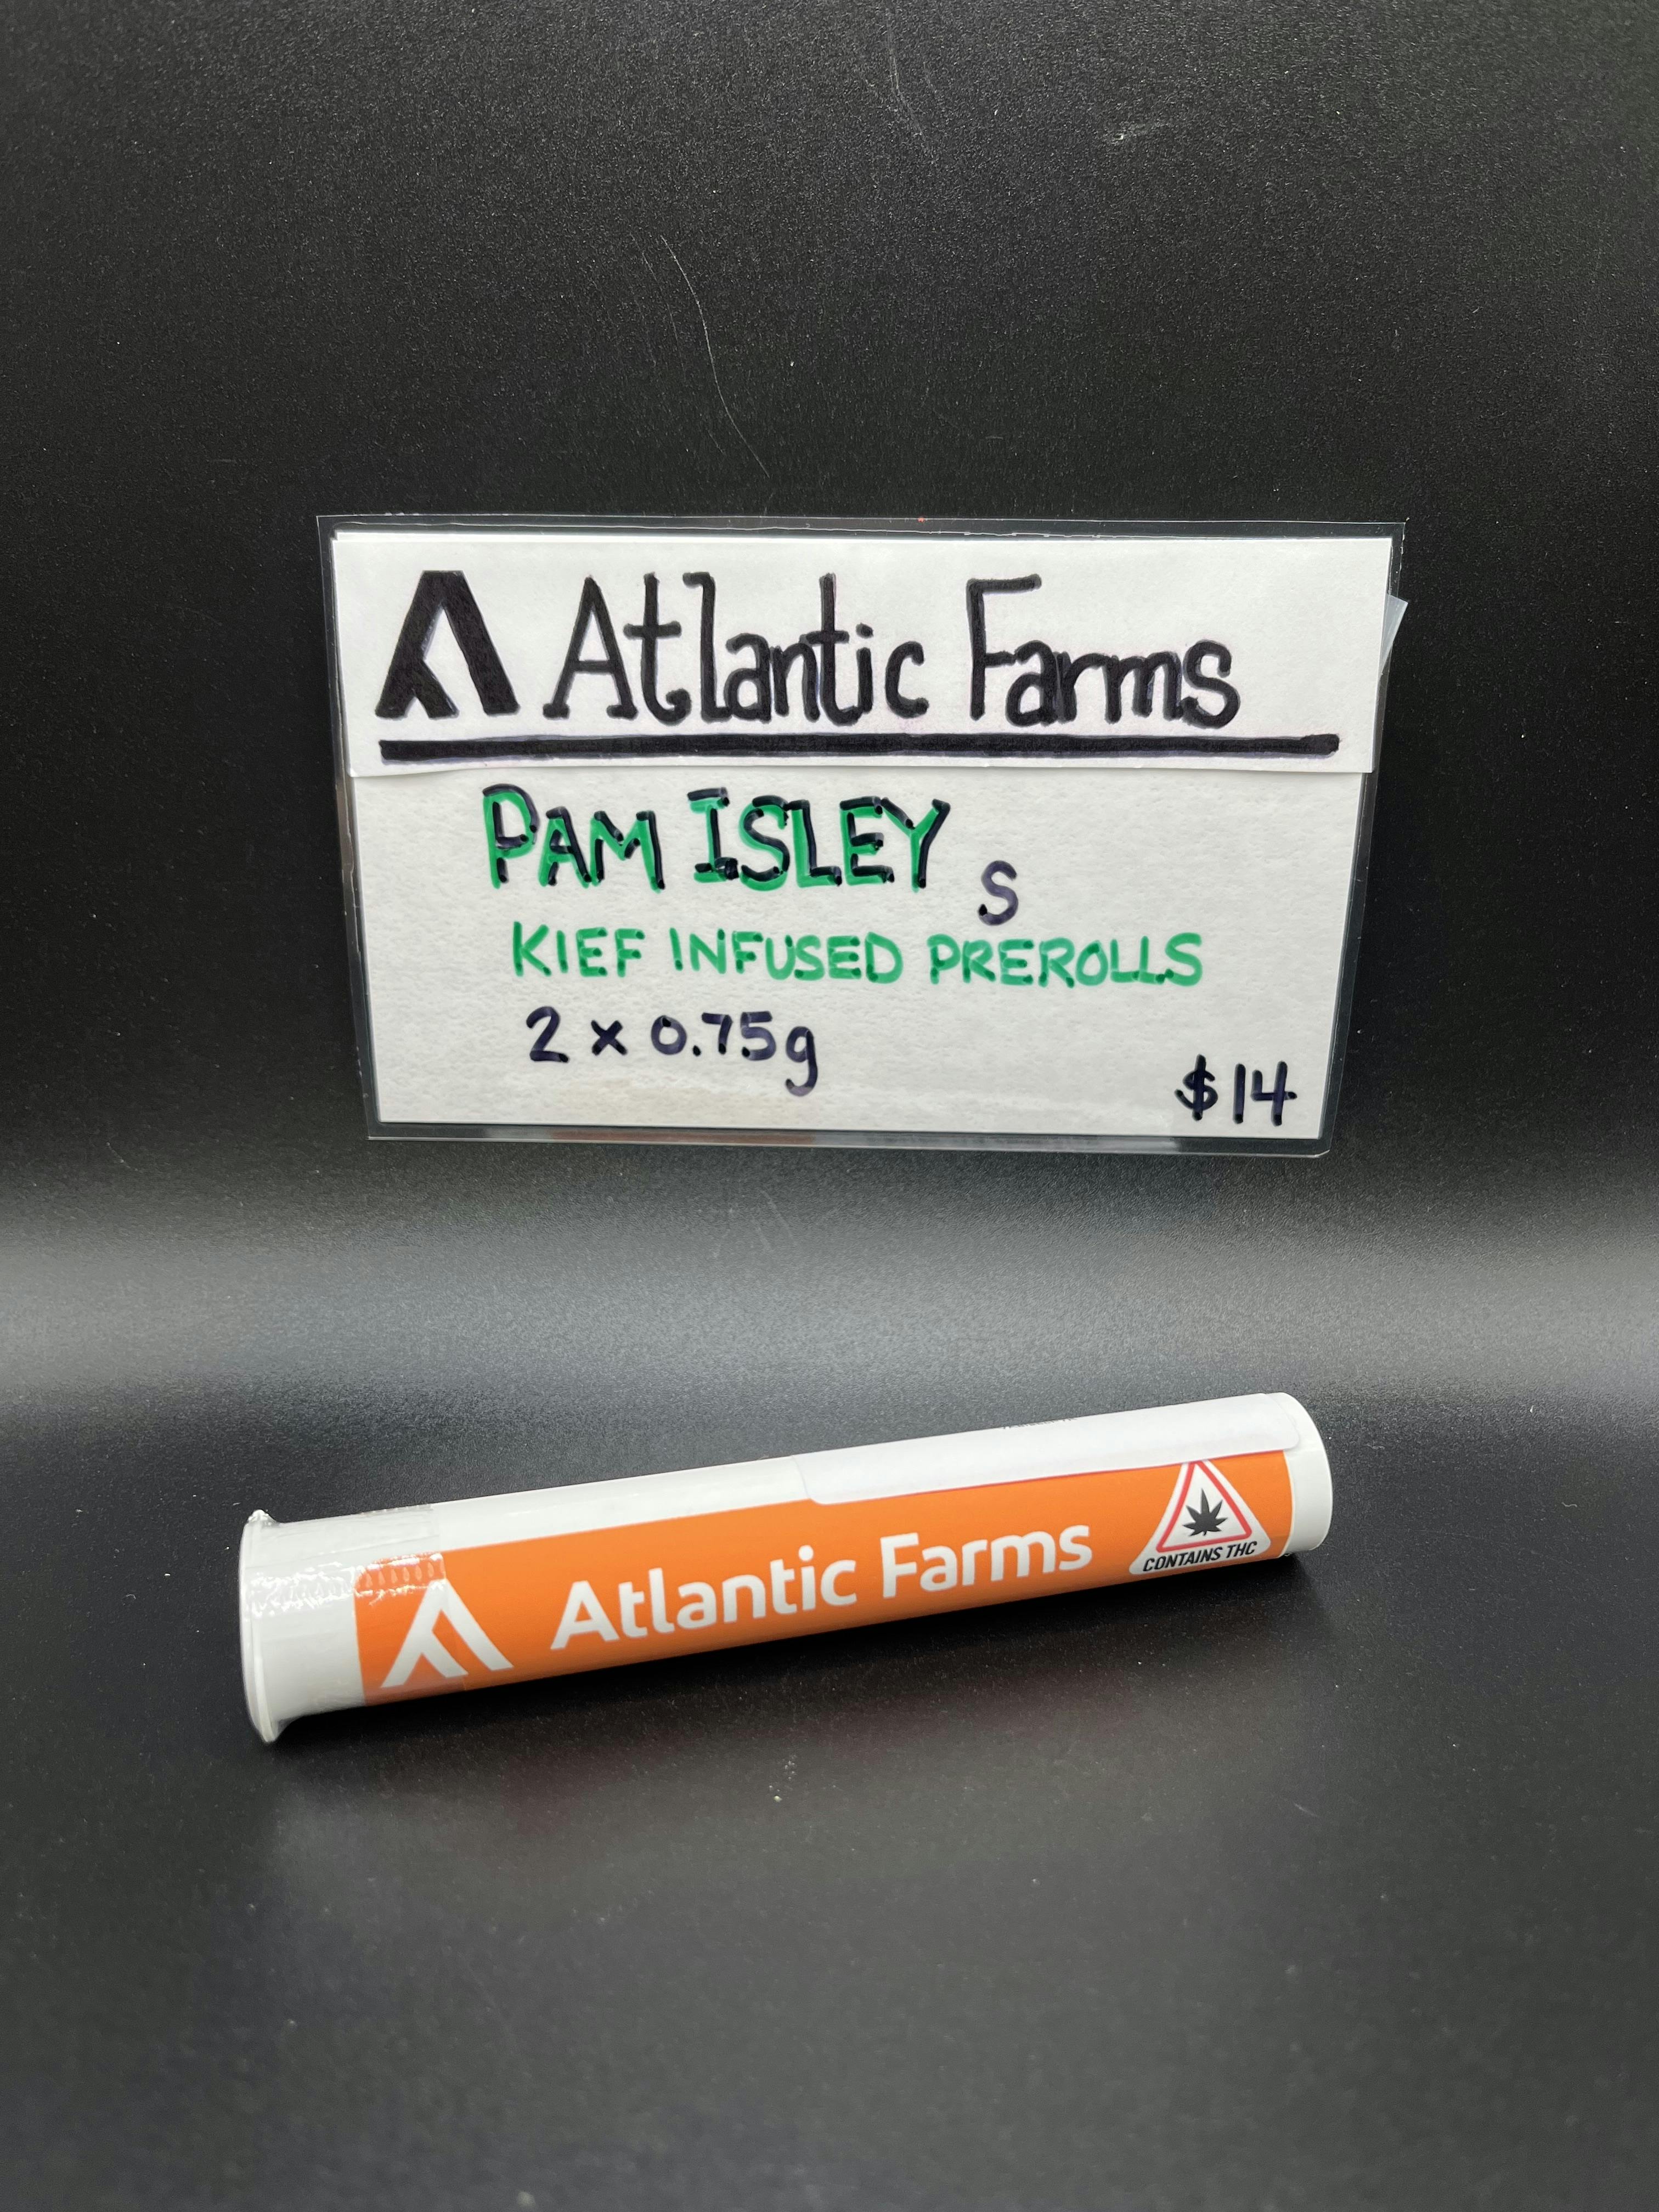 Atlantic Farms
PAM ISLEY S
KIEF INFUSED PREROLLS
2 x 0.75g
$14
Atlantic Farms
CONTAINS THC